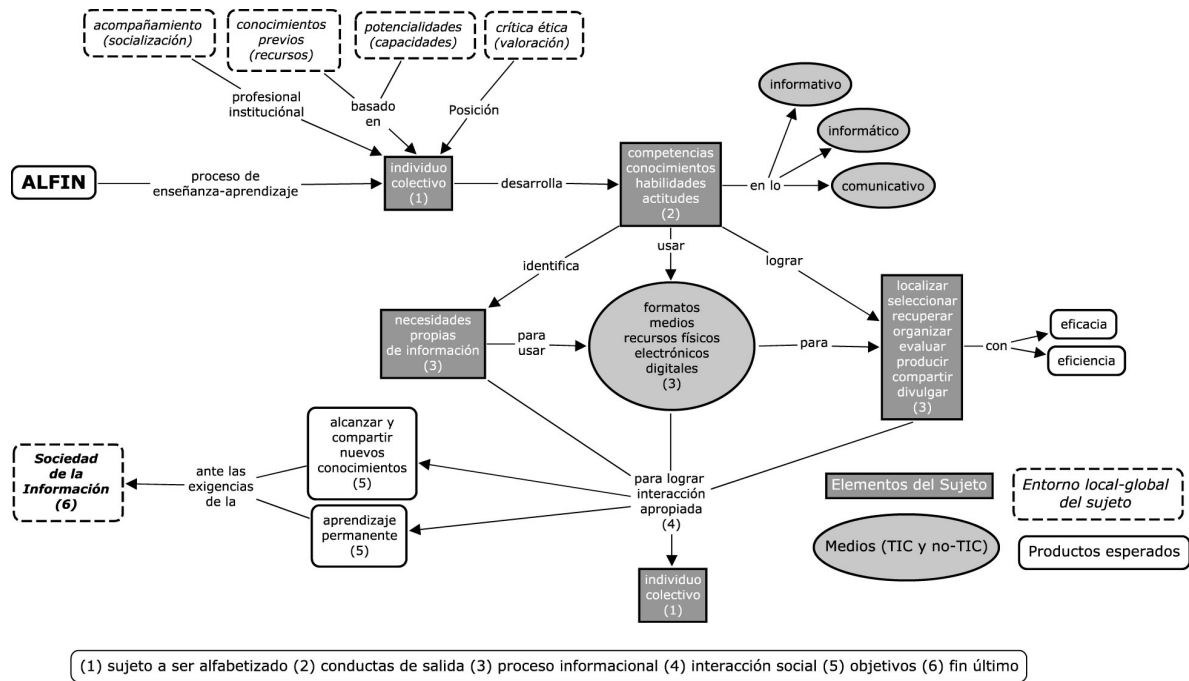 acompañamiento
(socialización)
conocimientos
previos
(recursos)
potencialidades
(capacidades)
crítica ética
(valoración)
profesional
instituciónal
basado
en
Posición
informativo
informático
comunicativo
ALFIN
proceso de
enseñanza-aprendizaje
individuo
colectivo
(1)
desarrolla
competencias
conocimientos
habilidades
actitudes
(2)
en lo
identifica
usar
lograr
necesidades
propias
de información
(3)
para
usar
formatos
medios
recursos físicos
electrónicos
digitales
(3)
para
localizar
seleccionar
recuperar
organizar
evaluar
producir
compartir
divulgar
(3)
con
eficacia
eficiencia
Sociedad
de la
Información
(6)
ante las
exigencias
de la
alcanzar y
compartir
nuevos
conocimientos
(5)
aprendizaje
permanente
(5)
para lograr
interacción
apropiada
(4)
individuo
colectivo
(1)
Elementos del Sujeto
Entorno local-global
del sujeto
Medios (TIC y no-TIC)
Productos esperados
(1) sujeto a ser alfabetizado (2) conductas de salida (3) proceso informacional (4) interacción social (5) objetivos (6) fin último